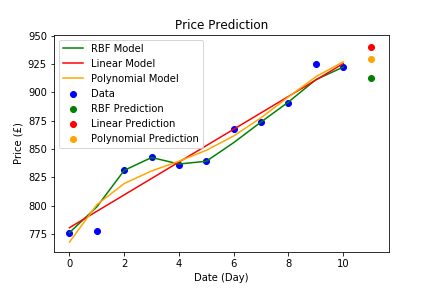 Price Prediction
950
925
900
875
850
825
800
775
Price (£)
RBF Model
Linear Model
Polynomial Model
Data
RBF Prediction
Linear Prediction
Polynomial Prediction
0
2
4
6
8
10
Date (Day)